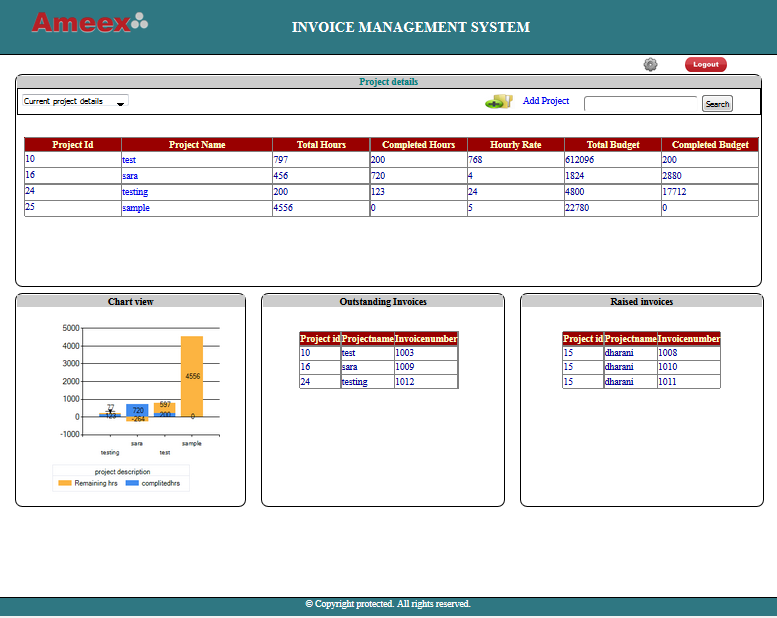 Ameex
INVOICE MANAGEMENT SYSTEM
Logout
Project details
Current project details
Add Project
Search
Project Id Project Name Total Hours Completed Hours Hourly Rate Total Budget Completed Budget
10 test 797 200 768 612096 200
16 sara 456 720 4 1824 2880
24 testing 200 123 24 4800 17712
25 sample 4556 0 5 22780 0
Chart view
5000
4000
3000
2000
1000
0
-1000
77
123
720
-264
597
200
4556
0
sara sample
testing test
project description
Remaining hrs complitedhrs
Outstanding Invoices
Project id Projectname Invoicenumber
10 test 1003
16 sara 1009
24 testing 1012
Raised invoices
Project id Projectname Invoicenumber
15 dharani 1008
15 dharani 1010
15 dharani 1011
© Copyright protected. All rights reserved.